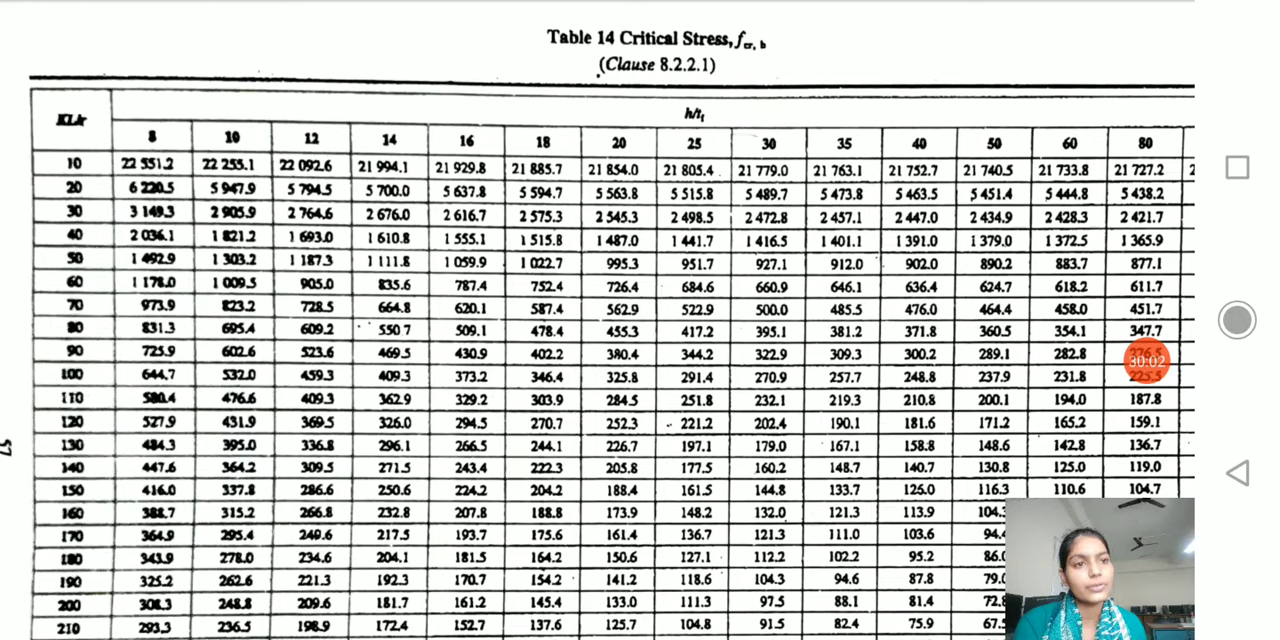 Table 14 Critical Stress, fcr, b
(Clause 8.2.2.1)
KL/r h/tf
8 10 12 14 16 18 20 25 30 35 40 50 60 80
10 22 551.2 22 255.1 22 092.6 21 994.1 21 929.8 21 885.7 21 854.0 21 805.4 21 779.0 21 763.1 21 752.7 21 740.5 21 733.8 21 727.2 2
20 6 220.5 5 947.9 5 794.5 5 700.0 5 637.8 5 594.7 5 563.8 5 515.8 5 489.7 5 473.8 5 463.5 5 451.4 5 444.8 5 438.2
30 3 149.3 2 905.9 2 764.6 2 676.0 2 616.7 2 575.3 2 545.3 2 498.5 2 472.8 2 457.1 2 447.0 2 434.9 2 428.3 2 421.7
40 2 036.1 1 821.2 1 693.0 1 610.8 1 555.1 1 515.8 1 487.0 1 441.7 1 416.5 1 401.1 1 391.0 1 379.0 1 372.5 1 365.9
50 1 492.9 1 303.2 1 187.3 1 111.8 1 059.9 1 022.7 995.3 951.7 927.1 912.0 902.0 890.2 883.7 877.1
60 1 178.0 1 009.5 905.0 835.6 787.4 752.4 726.4 684.6 660.9 646.1 636.4 624.7 618.2 611.7
70 973.9 823.2 728.5 664.8 620.1 587.4 562.9 522.9 500.0 485.5 476.0 464.4 458.0 451.7
80 831.3 695.4 609.2 550.7 509.1 478.4 455.3 417.2 395.1 381.2 371.8 360.5 354.1 347.7
90 725.9 602.6 523.6 469.5 430.9 402.2 380.4 344.2 322.9 309.3 300.2 289.1 282.8
30:02
100 644.7 532.0 459.3 409.3 373.2 346.4 325.8 291.4 270.9 257.7 248.8 237.9 231.8
110 580.4 476.6 409.3 362.9 329.2 303.9 284.5 251.8 232.1 219.3 210.8 200.1 194.0 187.8
120 527.9 431.9 369.5 326.0 294.5 270.7 252.3 221.2 202.4 190.1 181.6 171.2 165.2 159.1
130 484.3 395.0 336.8 296.1 266.5 244.1 226.7 197.1 179.0 167.1 158.8 148.6 142.8 136.7
140 447.6 364.2 309.5 271.5 243.4 222.3 205.8 177.5 160.2 148.7 140.7 130.8 125.0 119.0
150 416.0 337.8 286.6 250.6 224.2 204.2 188.4 161.5 144.8 133.7 126.0 116.3 110.6 104.7
160 388.7 315.2 266.8 232.8 207.8 188.8 173.9 148.2 132.0 121.3 113.9 104.3
170 364.9 295.4 249.6 217.5 193.7 175.6 161.4 136.7 121.3 111.0 103.6 94.4
180 343.9 278.0 234.6 204.1 181.5 164.2 150.6 127.1 112.2 102.2 95.2 86.0
190 325.2 262.6 221.3 192.3 170.7 154.2 141.2 118.6 104.3 94.6 87.8 79.0
200 308.3 248.8 209.6 181.7 161.2 145.4 133.0 111.3 97.5 88.1 81.4 72.8
210 293.3 236.5 198.9 172.4 152.7 137.6 125.7 104.8 91.5 82.4 75.9 67.5
57